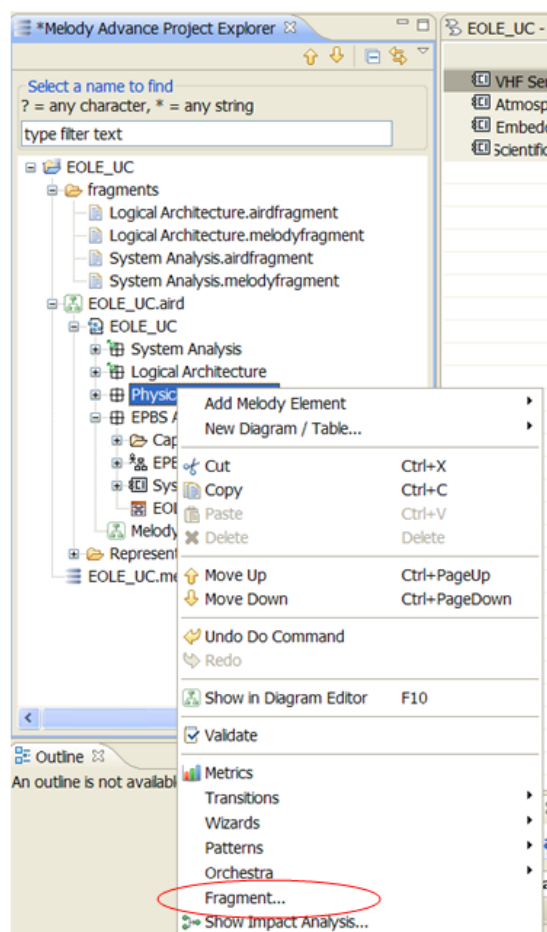 *Melody Advance Project Explorer
EOLE_UC -
Select a name to find
? = any character, * = any string
type filter text
VHF Ser
Atmosp
Embedd
Scientific
EOLE_UC
fragments
Logical Architecture.airdfragment
Logical Architecture.melodyfragment
System Analysis.airdfragment
System Analysis.melodyfragment
EOLE_UC.aird
EOLE_UC
System Analysis
Logical Architecture
Physic
EPBS A
Cap
EPE
Sys
EOL
Melody
Represent
EOLE_UC.me
Add Melody Element
New Diagram / Table...
Cut Ctrl+X
Copy Ctrl+C
Paste Ctrl+V
Delete Delete
Move Up Ctrl+PageUp
Move Down Ctrl+PageDown
Undo Do Command
Redo
Show in Diagram Editor F10
Validate
Metrics
Transitions
Wizards
Patterns
Orchestra
Fragment...
Show Impact Analysis...
Outline
An outline is not availabl